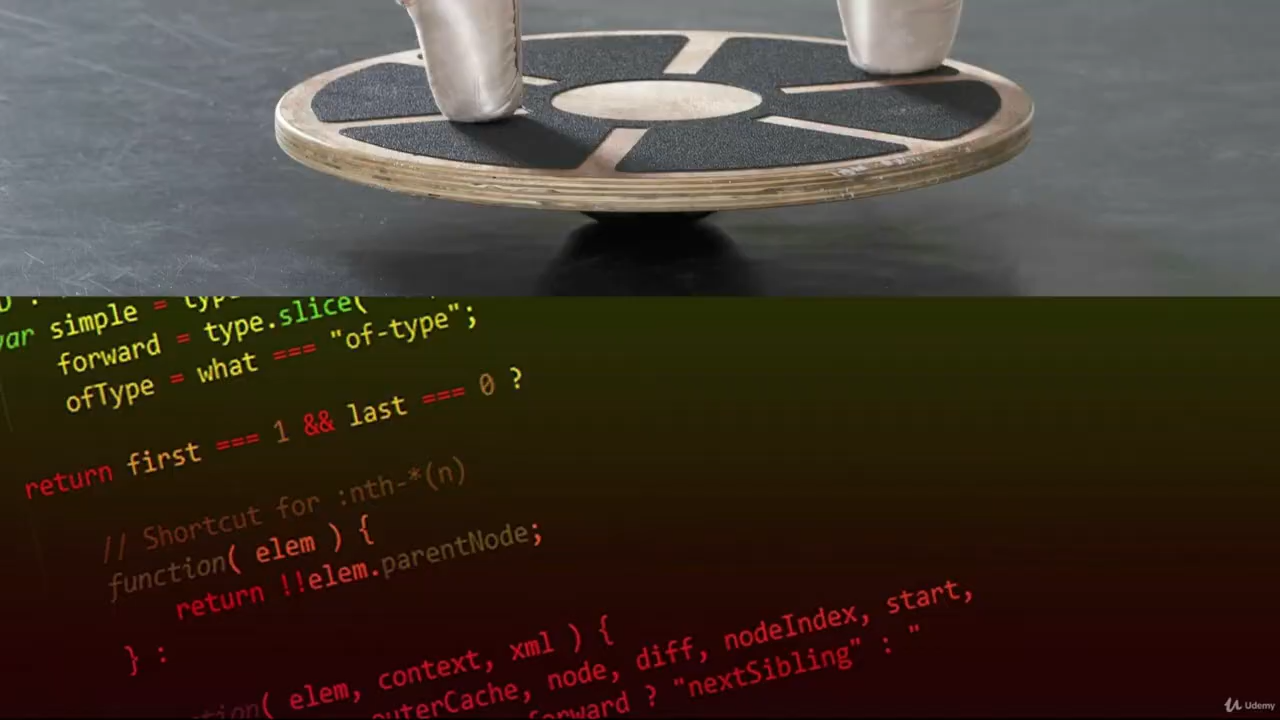 var simple =
forward = type.slice(
ofType = what === "of-type";
return first === 1 && last === 0 ?
// Shortcut for :nth-*(n)
function( elem ) {
return !!elem.parentNode;
} :
( elem, context, xml ) {
node, diff, nodeIndex, start,
? "nextSibling" : "
Udemy